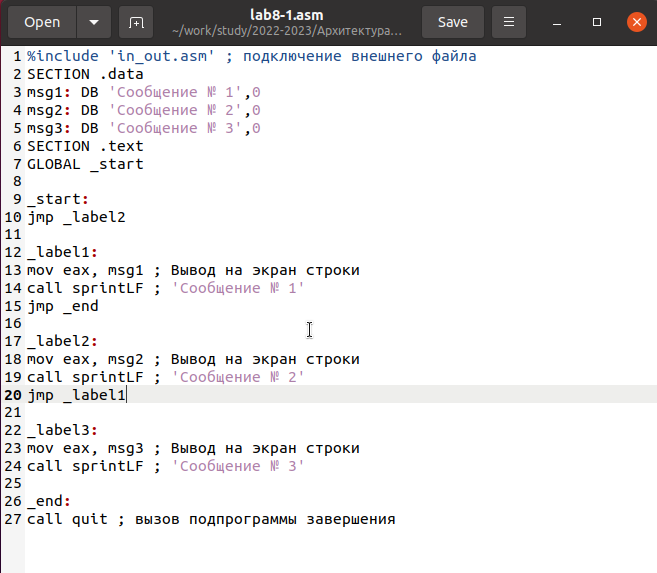 Open
lab8-1.asm
~/work/study/2022-2023/Архитектура...
Save
1 %include 'in_out.asm' ; подключение внешнего файла
2 SECTION .data
3 msg1: DB 'Сообщение № 1',0
4 msg2: DB 'Сообщение № 2',0
5 msg3: DB 'Сообщение № 3',0
6 SECTION .text
7 GLOBAL _start
8
9 _start:
10 jmp _label2
11
12 _label1:
13 mov eax, msg1 ; Вывод на экран строки
14 call sprintLF ; 'Сообщение № 1'
15 jmp _end
16
17 _label2:
18 mov eax, msg2 ; Вывод на экран строки
19 call sprintLF ; 'Сообщение № 2'
20 jmp _label1
21
22 _label3:
23 mov eax, msg3 ; Вывод на экран строки
24 call sprintLF ; 'Сообщение № 3'
25
26 _end:
27 call quit ; вызов подпрограммы завершения